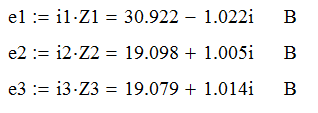 e1 := i1·Z1 = 30.922 − 1.022i В
e2 := i2·Z2 = 19.098 + 1.005i В
e3 := i3·Z3 = 19.079 + 1.014i В